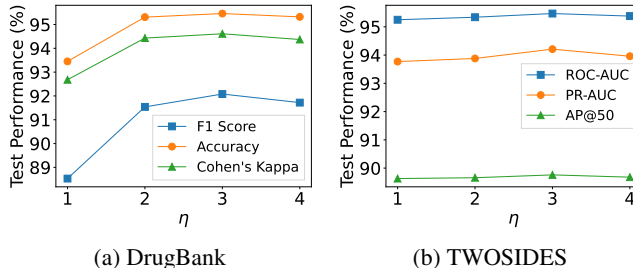 Test Performance (%)
95
94
93
92
91
90
89
F1 Score
Accuracy
Cohen's Kappa
1 2 3 4
η
(a) DrugBank
Test Performance (%)
95
94
93
92
91
90
ROC-AUC
PR-AUC
AP@50
1 2 3 4
η
(b) TWOSIDES